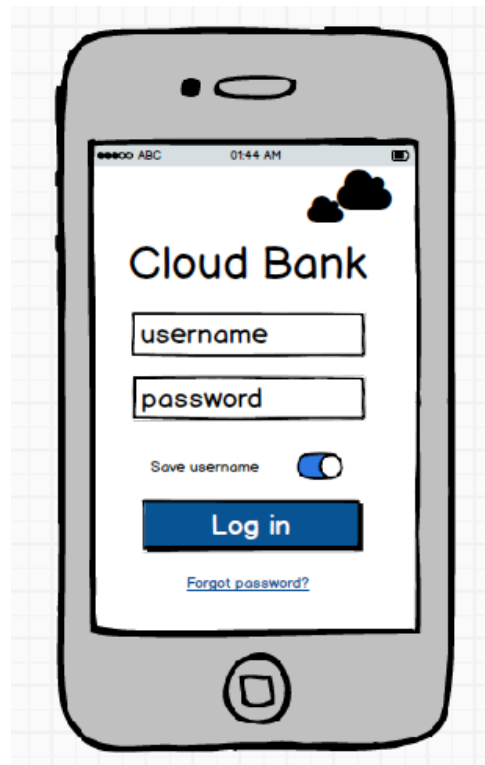 ABC 01:44 AM
Cloud Bank
username
password
Save username
Log in
Forgot password?